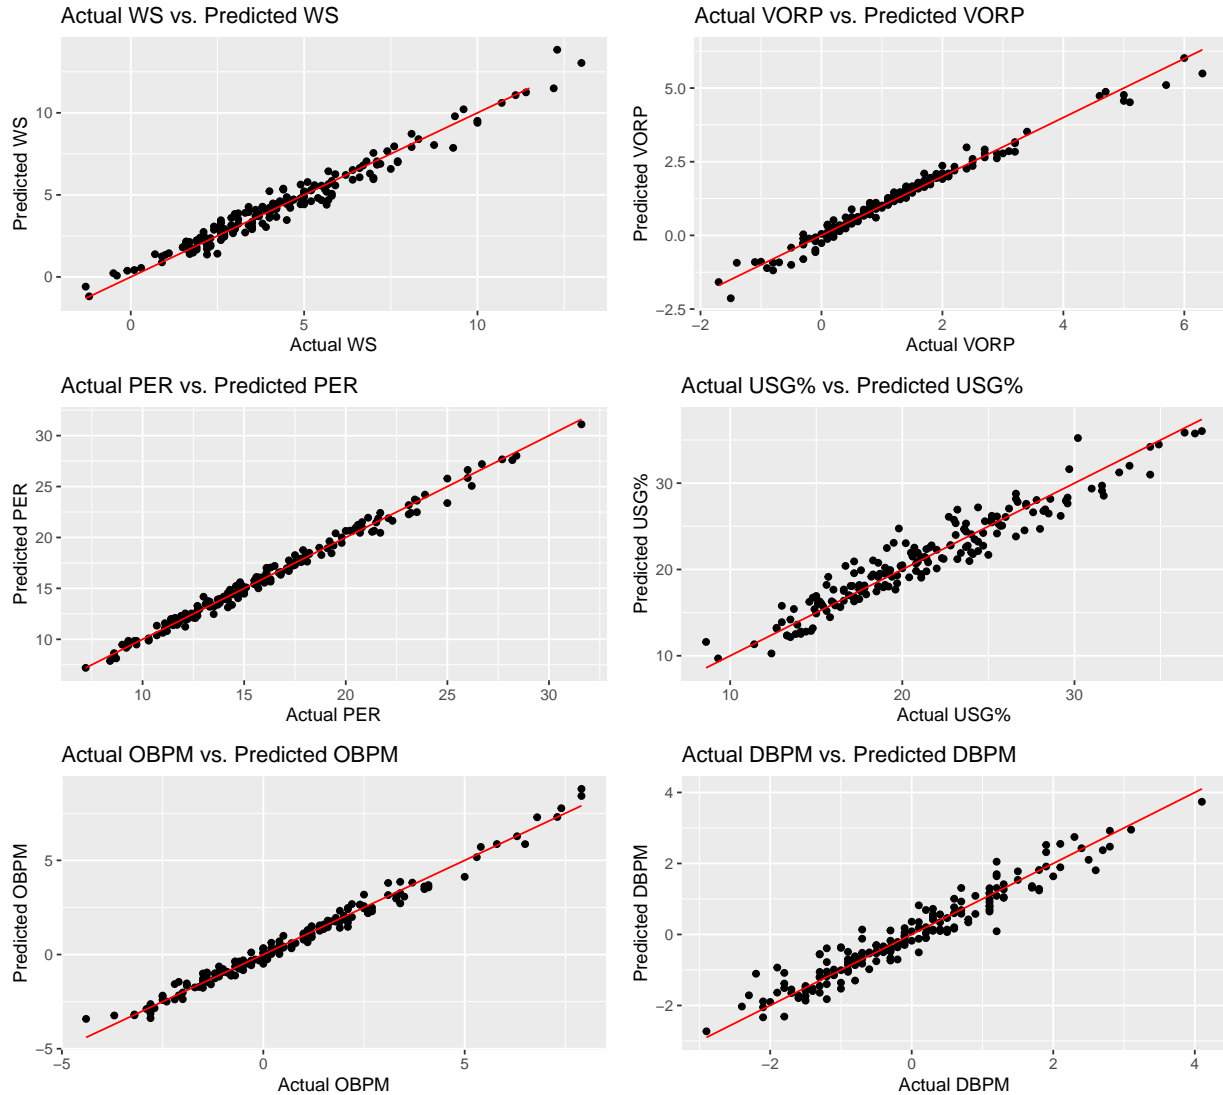 Actual WS vs. Predicted WS
Predicted WS
10
5
0
0
5
10
Actual WS
Actual VORP vs. Predicted VORP
Predicted VORP
5.0
2.5
0.0
−2.5
−2
0
2
4
6
Actual VORP
Actual PER vs. Predicted PER
Predicted PER
30
25
20
15
10
10
15
20
25
30
Actual PER
Actual USG% vs. Predicted USG%
Predicted USG%
30
20
10
10
20
30
Actual USG%
Actual OBPM vs. Predicted OBPM
Predicted OBPM
5
0
−5
−5
0
5
Actual OBPM
Actual DBPM vs. Predicted DBPM
Predicted DBPM
4
2
0
−2
−2
0
2
4
Actual DBPM